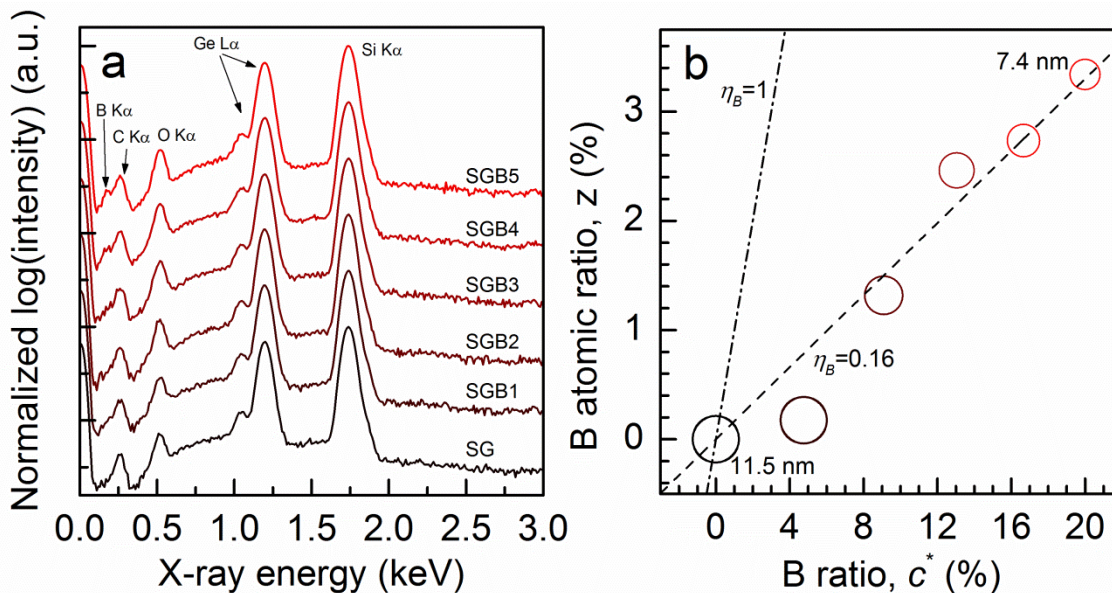 a
Ge Lα
Si Kα
B Kα
C Kα
O Kα
SGB5
SGB4
SGB3
SGB2
SGB1
SG
Normalized log(intensity) (a.u.)
0.0 0.5 1.0 1.5 2.0 2.5 3.0
X-ray energy (keV)
b
7.4 nm
ηB=1
ηB=0.16
11.5 nm
B atomic ratio, z (%)
3
2
1
0
0 4 8 12 16 20
B ratio, c* (%)